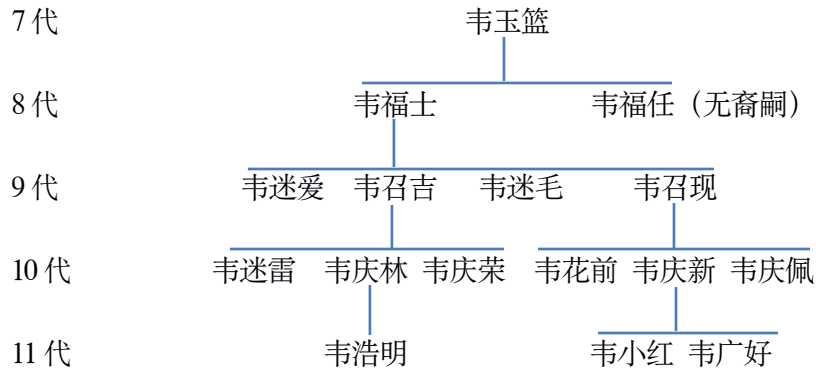 7 代 韦玉篮
8 代 韦福士 韦福任（无裔嗣）
9 代 韦迷爱 韦召吉 韦迷毛 韦召现
10 代 韦迷雷 韦庆林 韦庆荣 韦花前 韦庆新 韦庆佩
11 代 韦浩明 韦小红 韦广好